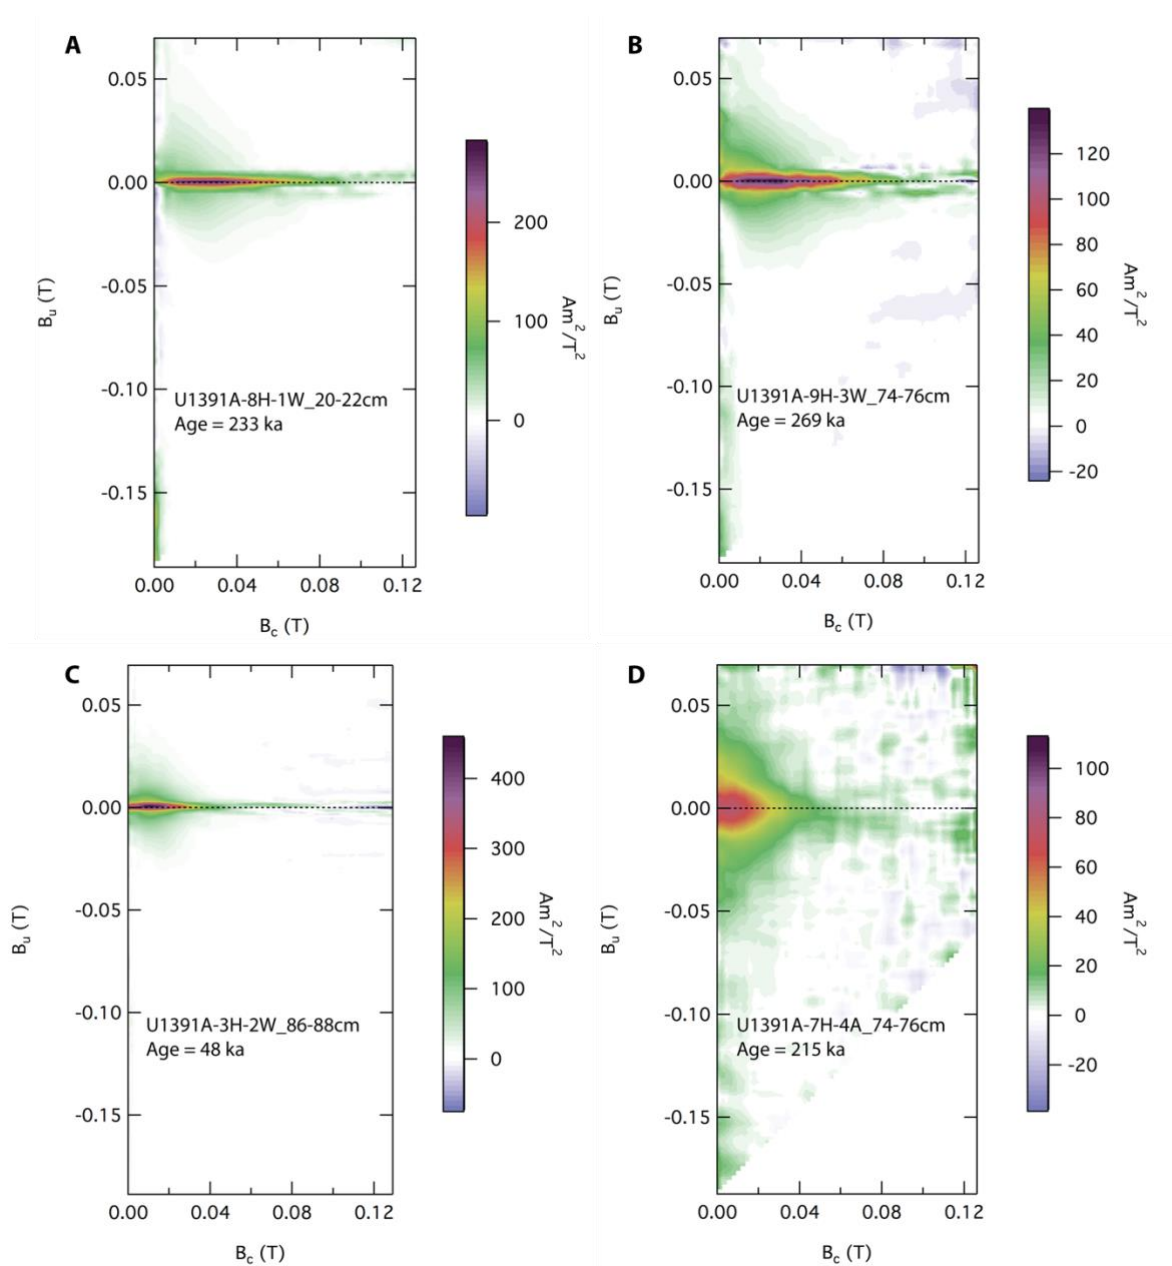 A
0.05
0.00
-0.05
-0.10
-0.15
Bu (T)
U1391A-8H-1W_20-22cm
Age = 233 ka
0.00 0.04 0.08 0.12
Bc (T)
200
100
0
Am2/T2
B
0.05
0.00
-0.05
-0.10
-0.15
Bu (T)
U1391A-9H-3W_74-76cm
Age = 269 ka
0.00 0.04 0.08 0.12
Bc (T)
120
100
80
60
40
20
0
-20
Am2/T2
C
0.05
0.00
-0.05
-0.10
-0.15
Bu (T)
U1391A-3H-2W_86-88cm
Age = 48 ka
0.00 0.04 0.08 0.12
Bc (T)
400
300
200
100
0
Am2/T2
D
0.05
0.00
-0.05
-0.10
-0.15
Bu (T)
U1391A-7H-4A_74-76cm
Age = 215 ka
0.00 0.04 0.08 0.12
Bc (T)
100
80
60
40
20
0
-20
Am2/T2